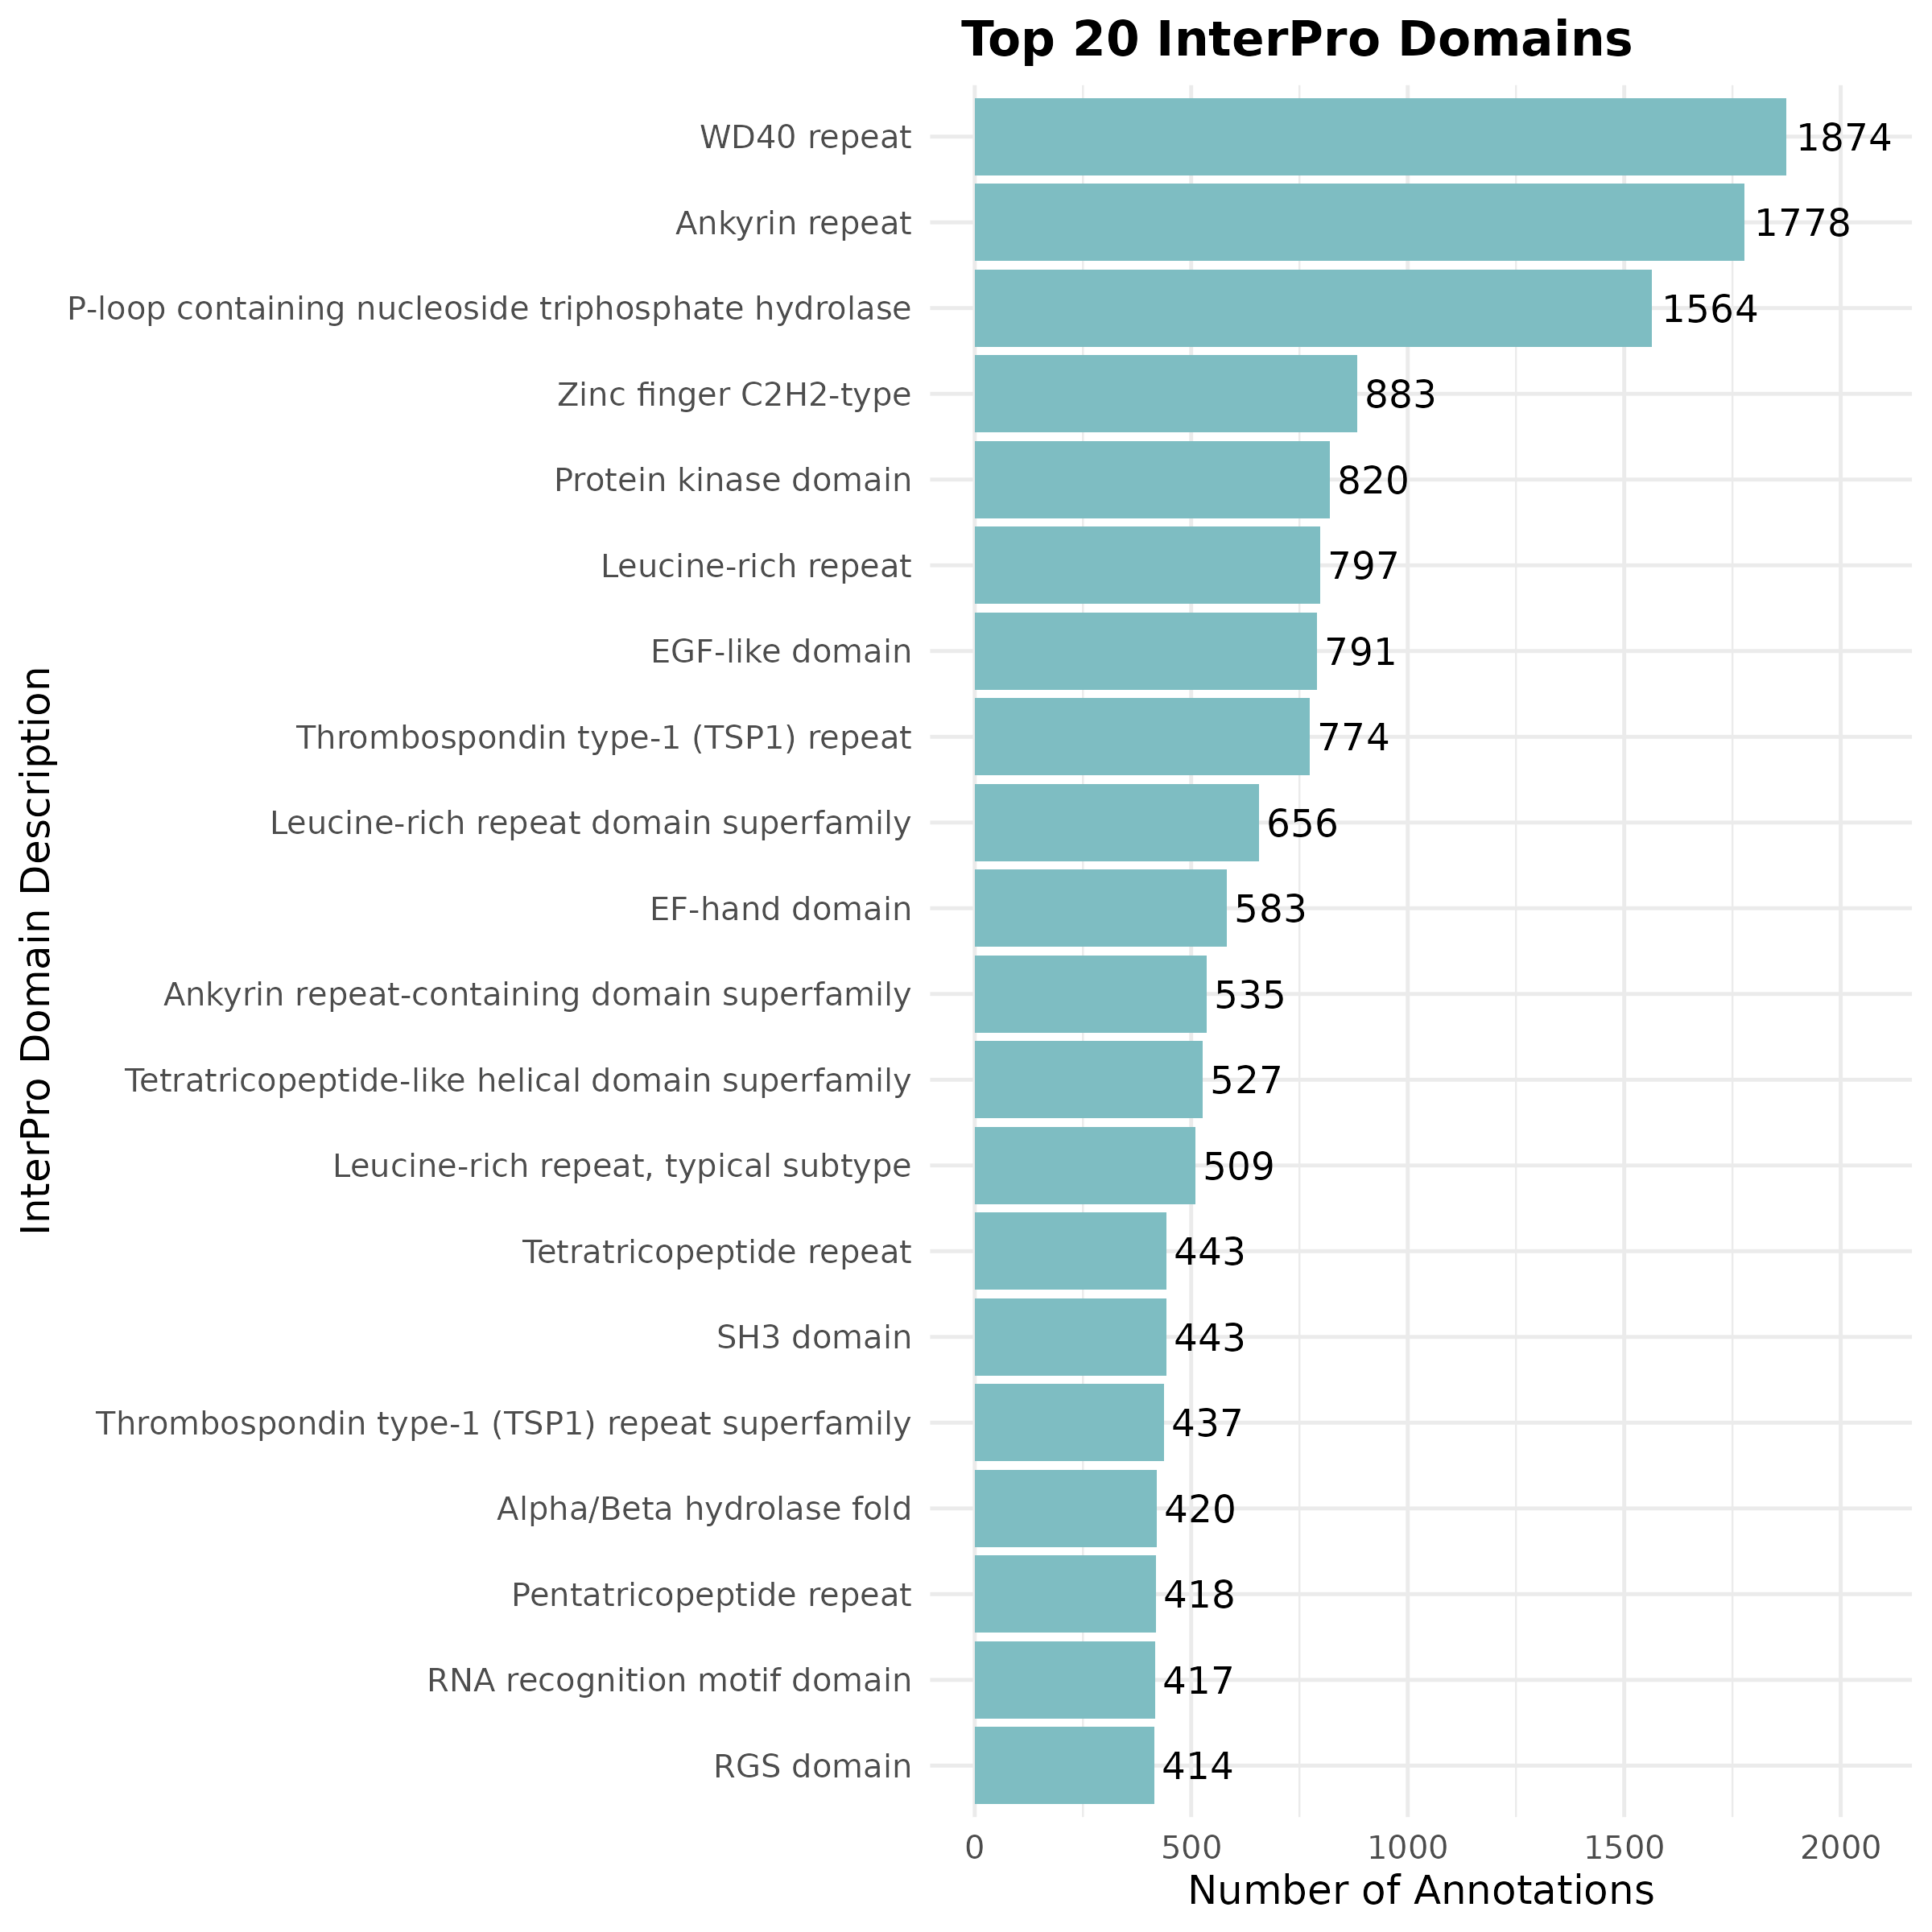 Top 20 InterPro Domains
InterPro Domain Description
WD40 repeat 1874
Ankyrin repeat 1778
P-loop containing nucleoside triphosphate hydrolase 1564
Zinc finger C2H2-type 883
Protein kinase domain 820
Leucine-rich repeat 797
EGF-like domain 791
Thrombospondin type-1 (TSP1) repeat 774
Leucine-rich repeat domain superfamily 656
EF-hand domain 583
Ankyrin repeat-containing domain superfamily 535
Tetratricopeptide-like helical domain superfamily 527
Leucine-rich repeat, typical subtype 509
Tetratricopeptide repeat 443
SH3 domain 443
Thrombospondin type-1 (TSP1) repeat superfamily 437
Alpha/Beta hydrolase fold 420
Pentatricopeptide repeat 418
RNA recognition motif domain 417
RGS domain 414
0 500 1000 1500 2000
Number of Annotations